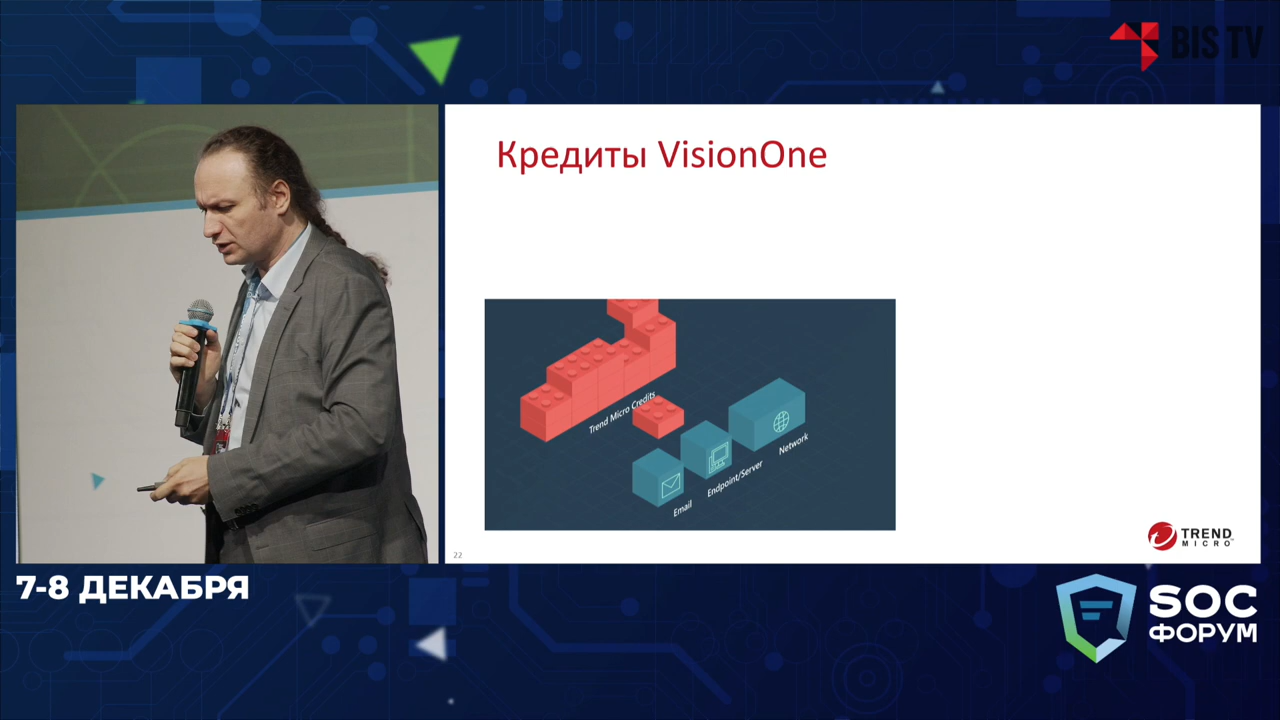 BIS TV
Кредиты VisionOne
Trend Micro Credits
Network
Endpoint/Server
Email
22
TREND
MICRO
7-8 ДЕКАБРЯ
SOC
ФОРУМ